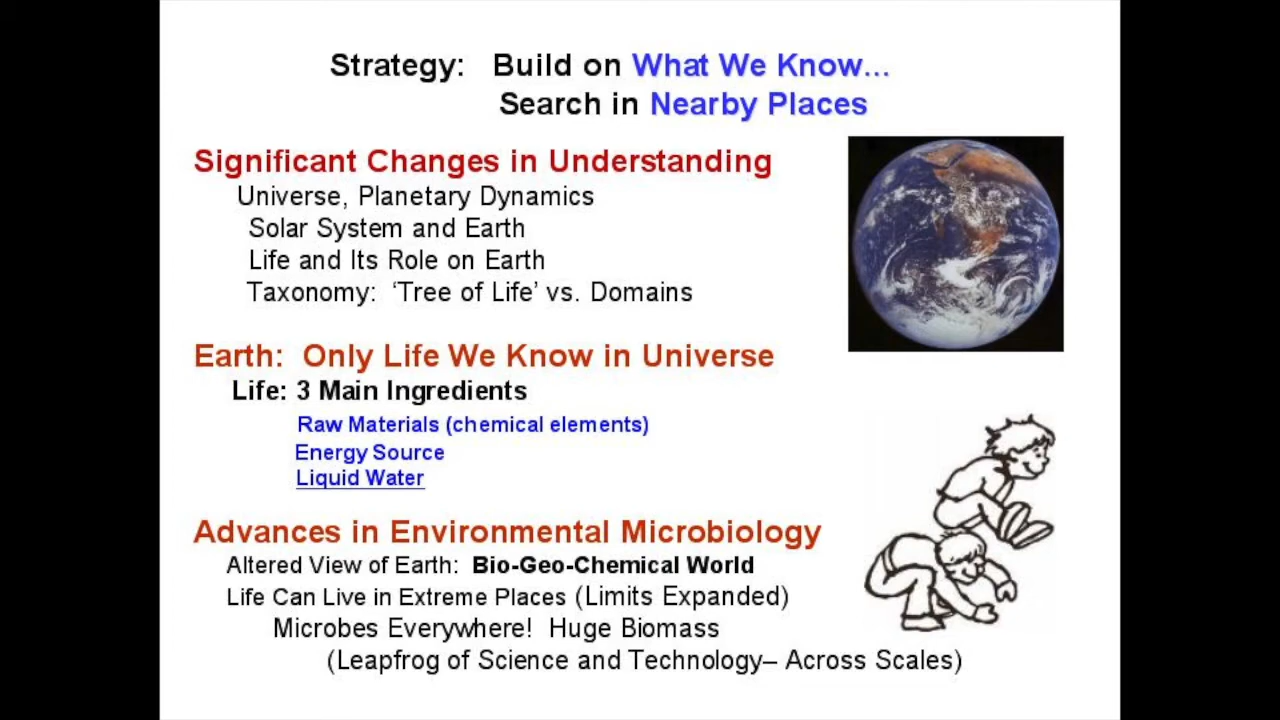 Strategy: Build on What We Know...
Search in Nearby Places
Significant Changes in Understanding
Universe, Planetary Dynamics
Solar System and Earth
Life and Its Role on Earth
Taxonomy: ‘Tree of Life’ vs. Domains
Earth: Only Life We Know in Universe
Life: 3 Main Ingredients
Raw Materials (chemical elements)
Energy Source
Liquid Water
Advances in Environmental Microbiology
Altered View of Earth: Bio-Geo-Chemical World
Life Can Live in Extreme Places (Limits Expanded)
Microbes Everywhere! Huge Biomass
(Leapfrog of Science and Technology– Across Scales)